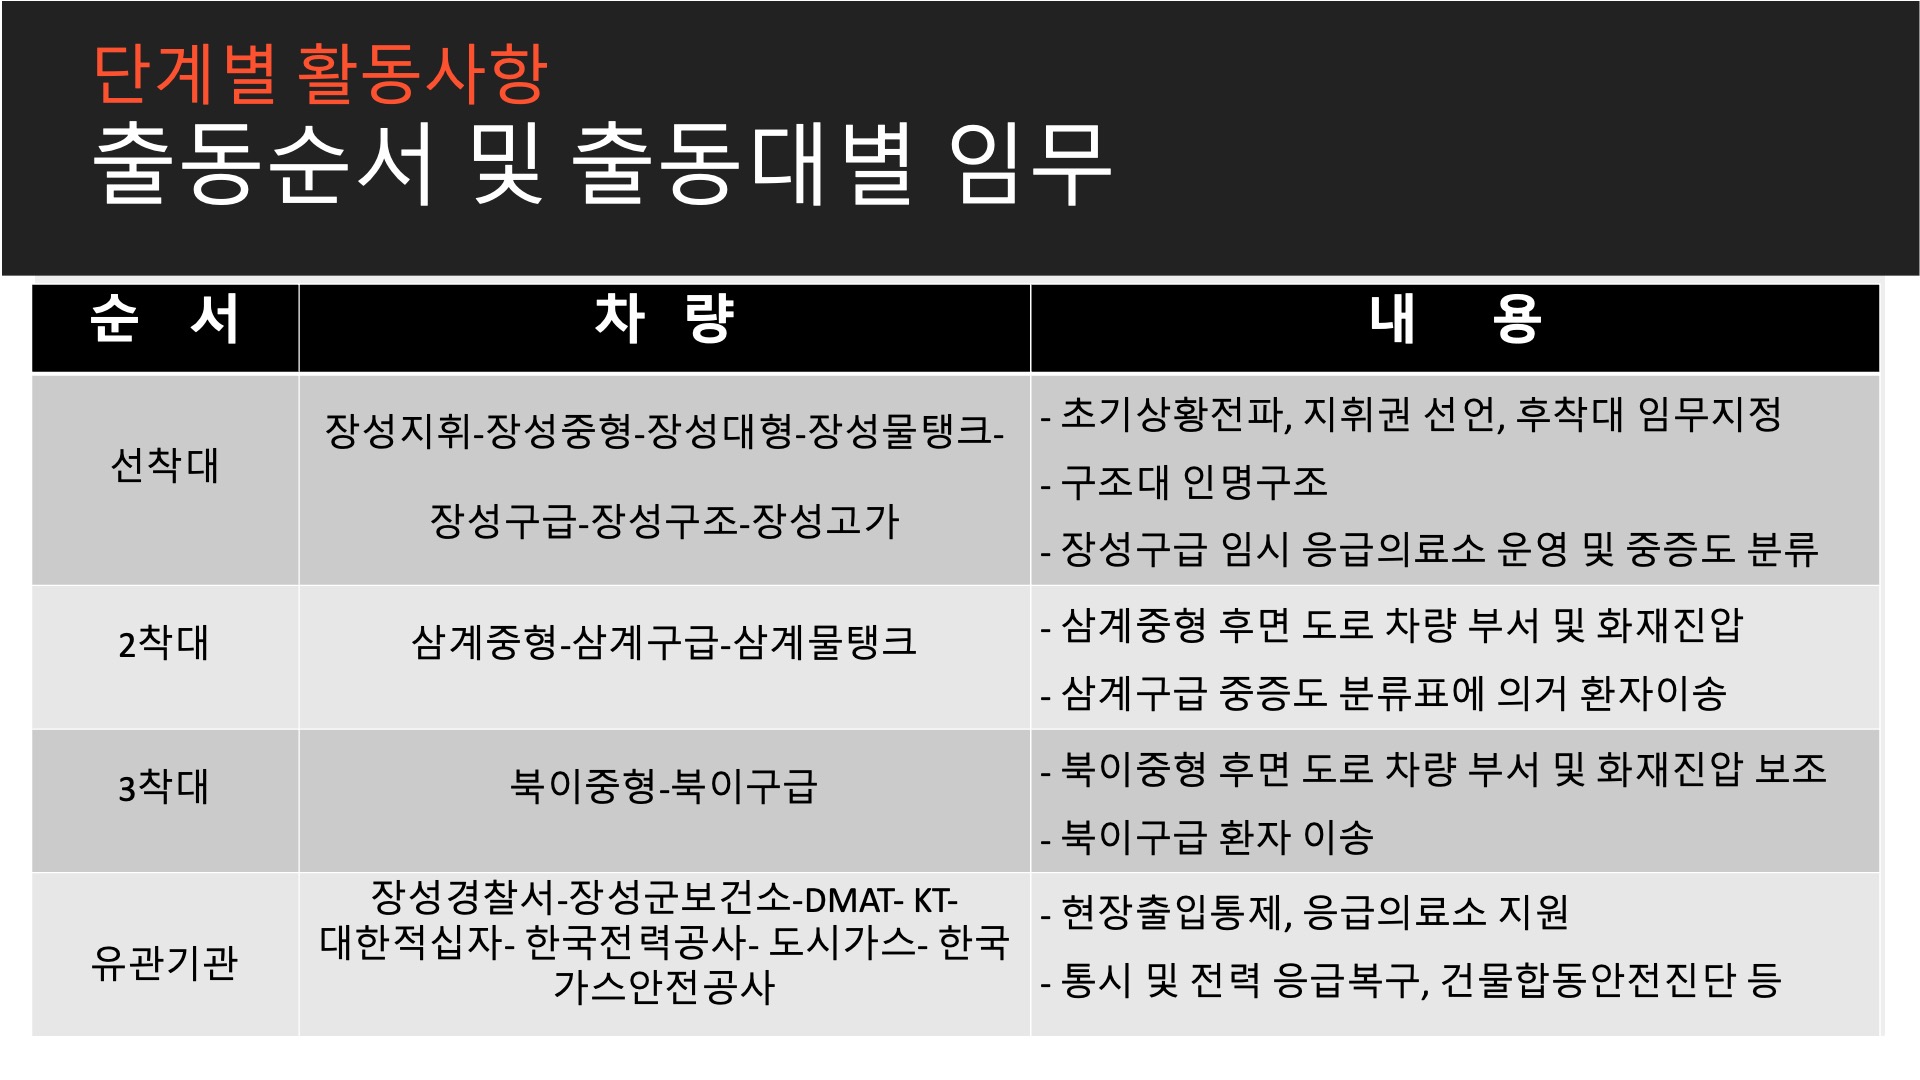 단계별 활동사항
출동순서 및 출동대별 임무
순 서
차 량
내 용
선착대
장성지휘-장성중형-장성대형-장성물탱크-
장성구급-장성구조-장성고가
- 초기상황전파, 지휘권 선언, 후착대 임무지정
- 구조대 인명구조
- 장성구급 임시 응급의료소 운영 및 중증도 분류
2착대
삼계중형-삼계구급-삼계물탱크
- 삼계중형 후면 도로 차량 부서 및 화재진압
- 삼계구급 중증도 분류표에 의거 환자이송
3착대
북이중형-북이구급
- 북이중형 후면 도로 차량 부서 및 화재진압 보조
- 북이구급 환자 이송
유관기관
장성경찰서-장성군보건소-DMAT- KT-
대한적십자- 한국전력공사- 도시가스- 한국
가스안전공사
- 현장출입통제, 응급의료소 지원
- 통시 및 전력 응급복구, 건물합동안전진단 등